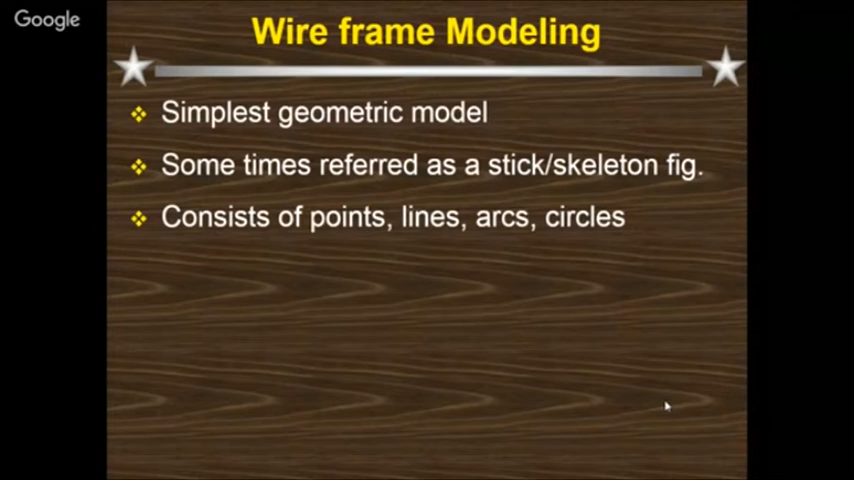 Google
Wire frame Modeling
Simplest geometric model
Some times referred as a stick/skeleton fig.
Consists of points, lines, arcs, circles